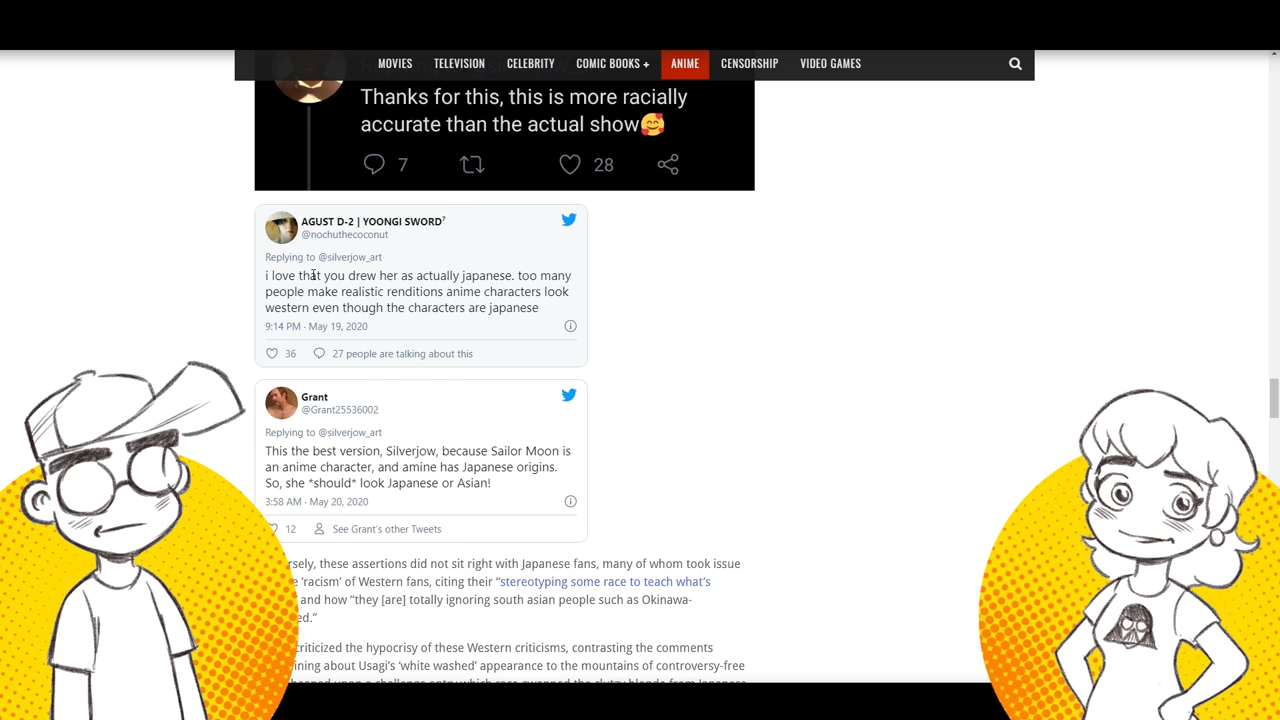 MOVIES TELEVISION CELEBRITY COMIC BOOKS + ANIME CENSORSHIP VIDEO GAMES
Thanks for this, this is more racially
accurate than the actual show🥰
7 28
AGUST D-2 | YOONGI SWORD⁷
@nochuthecoconut
Replying to @silverjow_art
i love that you drew her as actually japanese. too many
people make realistic renditions anime characters look
western even though the characters are japanese
9:14 PM · May 19, 2020
36 27 people are talking about this
Grant
@Grant25536002
Replying to @silverjow_art
This the best version, Silverjow, because Sailor Moon is
an anime character, and amine has Japanese origins.
So, she *should* look Japanese or Asian!
3:58 AM · May 20, 2020
12 See Grant's other Tweets
rsely, these assertions did not sit right with Japanese fans, many of whom took issue
e ‘racism’ of Western fans, citing their “stereotyping some race to teach what’s
and how “they [are] totally ignoring south asian people such as Okinawa-
ed.”
criticized the hypocrisy of these Western criticisms, contrasting the comments
ining about Usagi’s ‘white washed’ appearance to the mountains of controversy-free